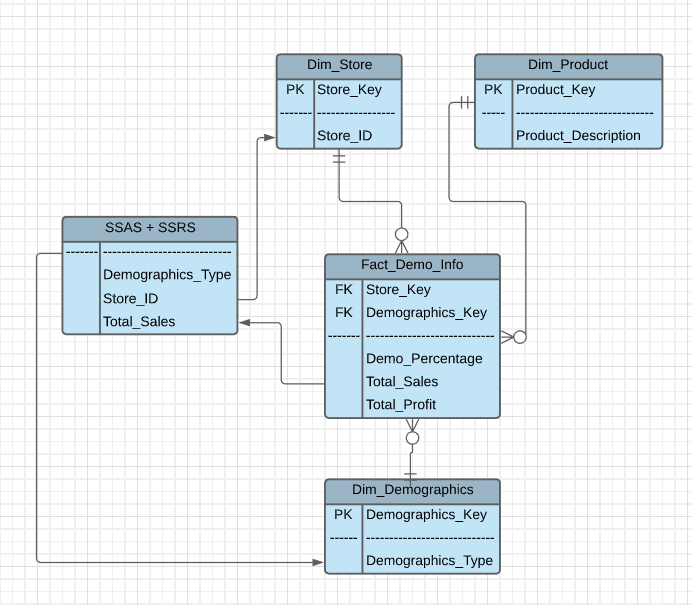 Dim_Store
PK Store_Key
Store_ID
Dim_Product
PK Product_Key
Product_Description
SSAS + SSRS
Demographics_Type
Store_ID
Total_Sales
Fact_Demo_Info
FK Store_Key
FK Demographics_Key
Demo_Percentage
Total_Sales
Total_Profit
Dim_Demographics
PK Demographics_Key
Demographics_Type